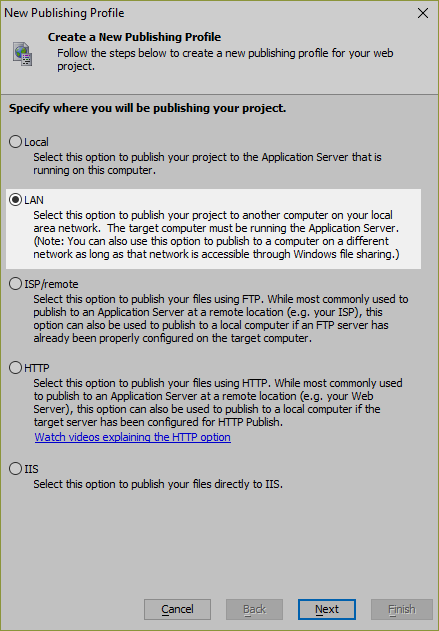 New Publishing Profile
Create a New Publishing Profile
Follow the steps below to create a new publishing profile for your web
project.
Specify where you will be publishing your project.
Local
Select this option to publish your project to the Application Server that is
running on this computer.
LAN
Select this option to publish your project to another computer on your local
area network.  The target computer must be running the Application Server.
(Note: You can also use this option to publish to a computer on a different
network as long as that network is accessible through Windows file sharing.)
ISP/remote
Select this option to publish your files using FTP. While most commonly used to
publish to an Application Server at a remote location (e.g. your ISP), this
option can also be used to publish to a local computer if an FTP server has
already been properly configured on the target computer.
HTTP
Select this option to publish your files using HTTP. While most commonly used
to publish to an Application Server at a remote location (e.g. your Web
Server), this option can also be used to publish to a local computer if the
target server has been configured for HTTP Publish.
Watch videos explaining the HTTP option
IIS
Select this option to publish your files directly to IIS.
Cancel Back Next Finish